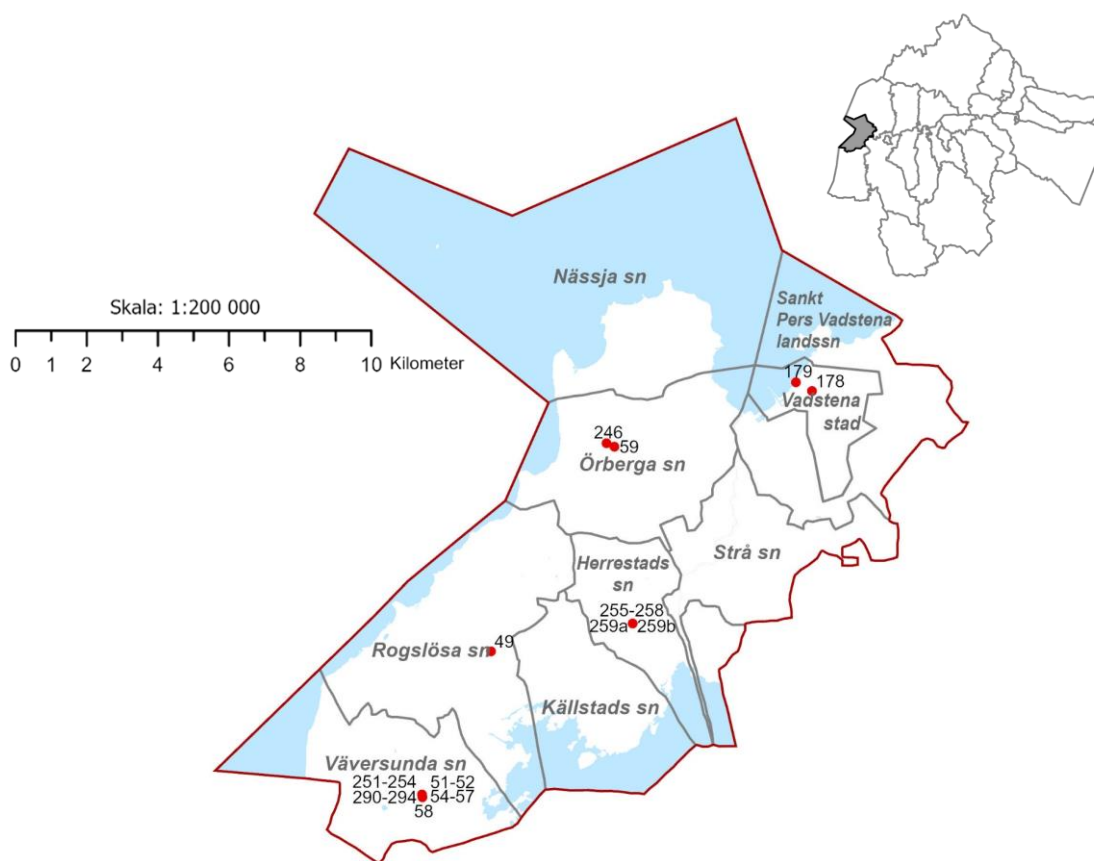 Nässja sn
Sankt
Pers Vadstena
landssn
Skala: 1:200 000
0 1 2 4 6 8 10 Kilometer
179
178
Vadstena
stad
246
59
Örberga sn
Strå sn
Herrestads
sn
255-258
259a 259b
49
Rogslösa sn
Källstads sn
Väversunda sn
251-254 51-52
290-294 54-57
58